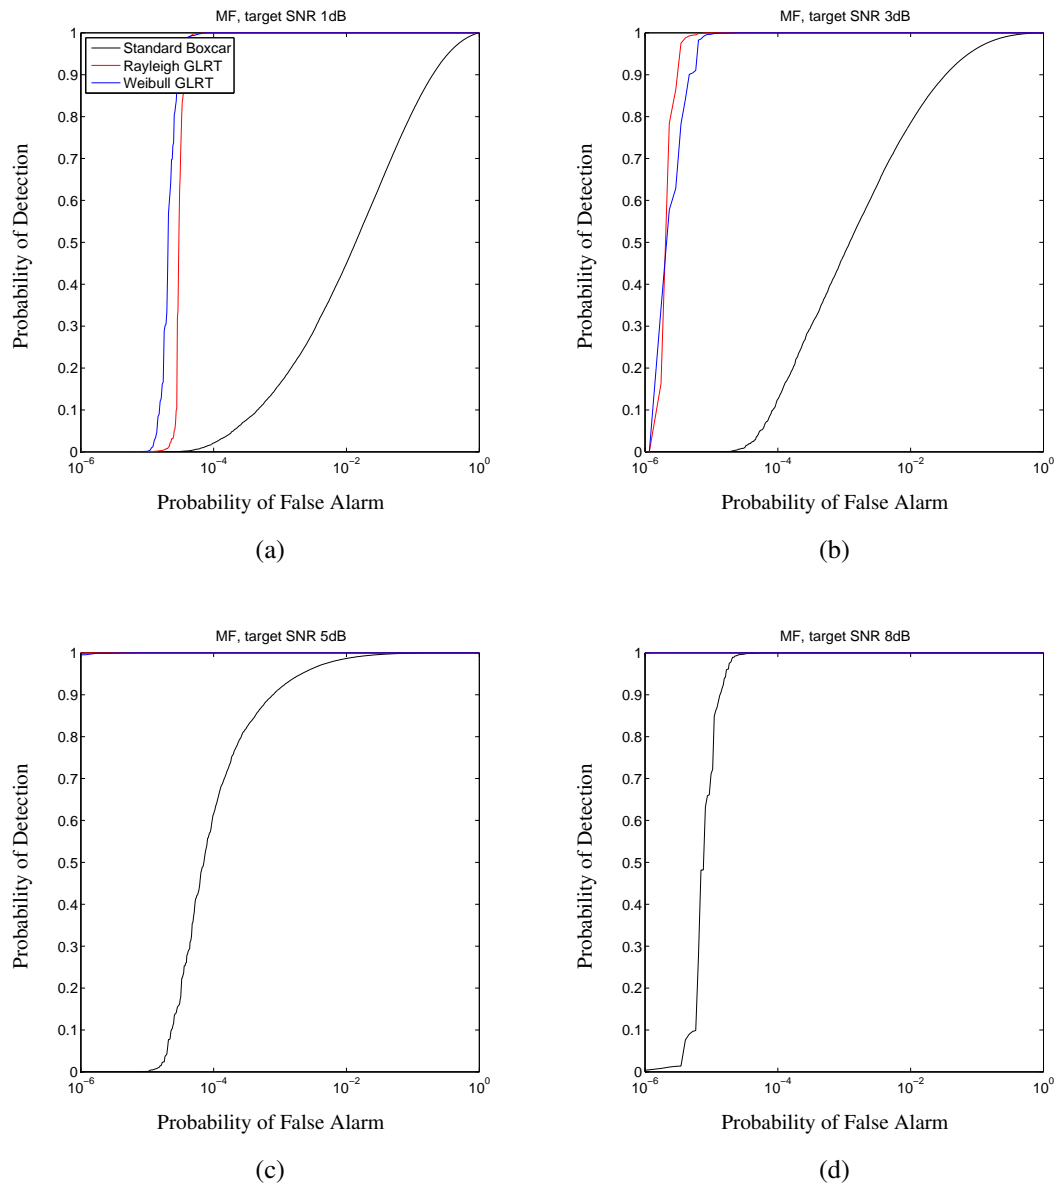 MF, target SNR 1dB
1
0.9
0.8
0.7
0.6
0.5
0.4
0.3
0.2
0.1
0
Standard Boxcar
Rayleigh GLRT
Weibull GLRT
Probability of Detection
10⁻⁶ 10⁻⁴ 10⁻² 10⁰
Probability of False Alarm
(a)
MF, target SNR 3dB
1
0.9
0.8
0.7
0.6
0.5
0.4
0.3
0.2
0.1
0
Probability of Detection
10⁻⁶ 10⁻⁴ 10⁻² 10⁰
Probability of False Alarm
(b)
MF, target SNR 5dB
1
0.9
0.8
0.7
0.6
0.5
0.4
0.3
0.2
0.1
0
Probability of Detection
10⁻⁶ 10⁻⁴ 10⁻² 10⁰
Probability of False Alarm
(c)
MF, target SNR 8dB
1
0.9
0.8
0.7
0.6
0.5
0.4
0.3
0.2
0.1
0
Probability of Detection
10⁻⁶ 10⁻⁴ 10⁻² 10⁰
Probability of False Alarm
(d)